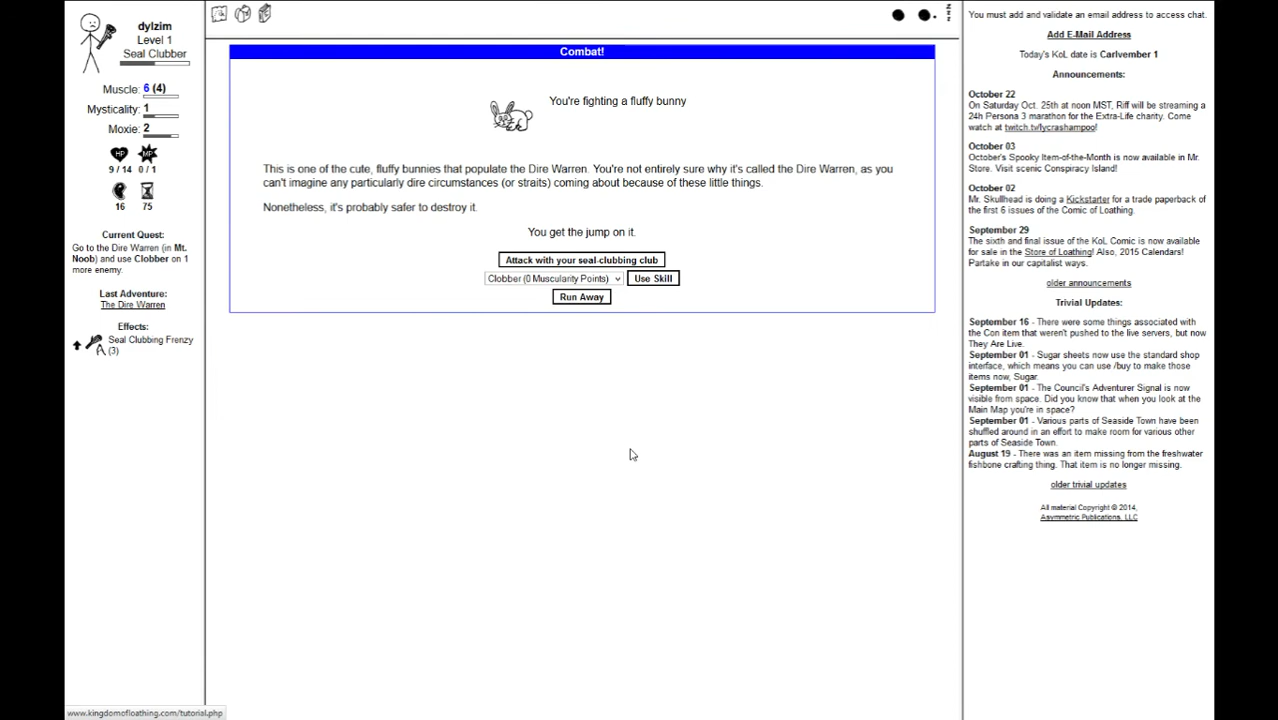 dylzim
Level 1
Seal Clubber
Muscle: 6 (4)
Mysticality: 1
Moxie: 2
HP MP
9 / 14 0 / 1
16 75
Current Quest:
Go to the Dire Warren (in Mt.
Noob) and use Clobber on 1
more enemy.
Last Adventure:
The Dire Warren
Effects:
Seal Clubbing Frenzy
(3)
Combat!
You're fighting a fluffy bunny
This is one of the cute, fluffy bunnies that populate the Dire Warren. You're not entirely sure why it's called the Dire Warren, as you
can't imagine any particularly dire circumstances (or straits) coming about because of these little things.
Nonetheless, it's probably safer to destroy it.
You get the jump on it.
Attack with your seal-clubbing club
Clobber (0 Muscularity Points) Use Skill
Run Away
You must add and validate an email address to access chat.
Add E-Mail Address
Today's KoL date is Carlvember 1
Announcements:
October 22
On Saturday Oct. 25th at noon MST, Riff will be streaming a
24h Persona 3 marathon for the Extra-Life charity. Come
watch at twitch.tv/lycrashampoo!
October 03
October's Spooky Item-of-the-Month is now available in Mr.
Store. Visit scenic Conspiracy Island!
October 02
Mr. Skullhead is doing a Kickstarter for a trade paperback of
the first 6 issues of the Comic of Loathing.
September 29
The sixth and final issue of the KoL Comic is now available
for sale in the Store of Loathing! Also, 2015 Calendars!
Partake in our capitalist ways.
older announcements
Trivial Updates:
September 16 - There were some things associated with
the Con item that weren't pushed to the live servers, but now
They Are Live.
September 01 - Sugar sheets now use the standard shop
interface, which means you can use /buy to make those
items now, Sugar.
September 01 - The Council's Adventurer Signal is now
visible from space. Did you know that when you look at the
Main Map you're in space?
September 01 - Various parts of Seaside Town have been
shuffled around in an effort to make room for various other
parts of Seaside Town.
August 19 - There was an item missing from the freshwater
fishbone crafting thing. That item is no longer missing.
older trivial updates
All material Copyright © 2014,
Asymmetric Publications, LLC
www.kingdomofloathing.com/tutorial.php